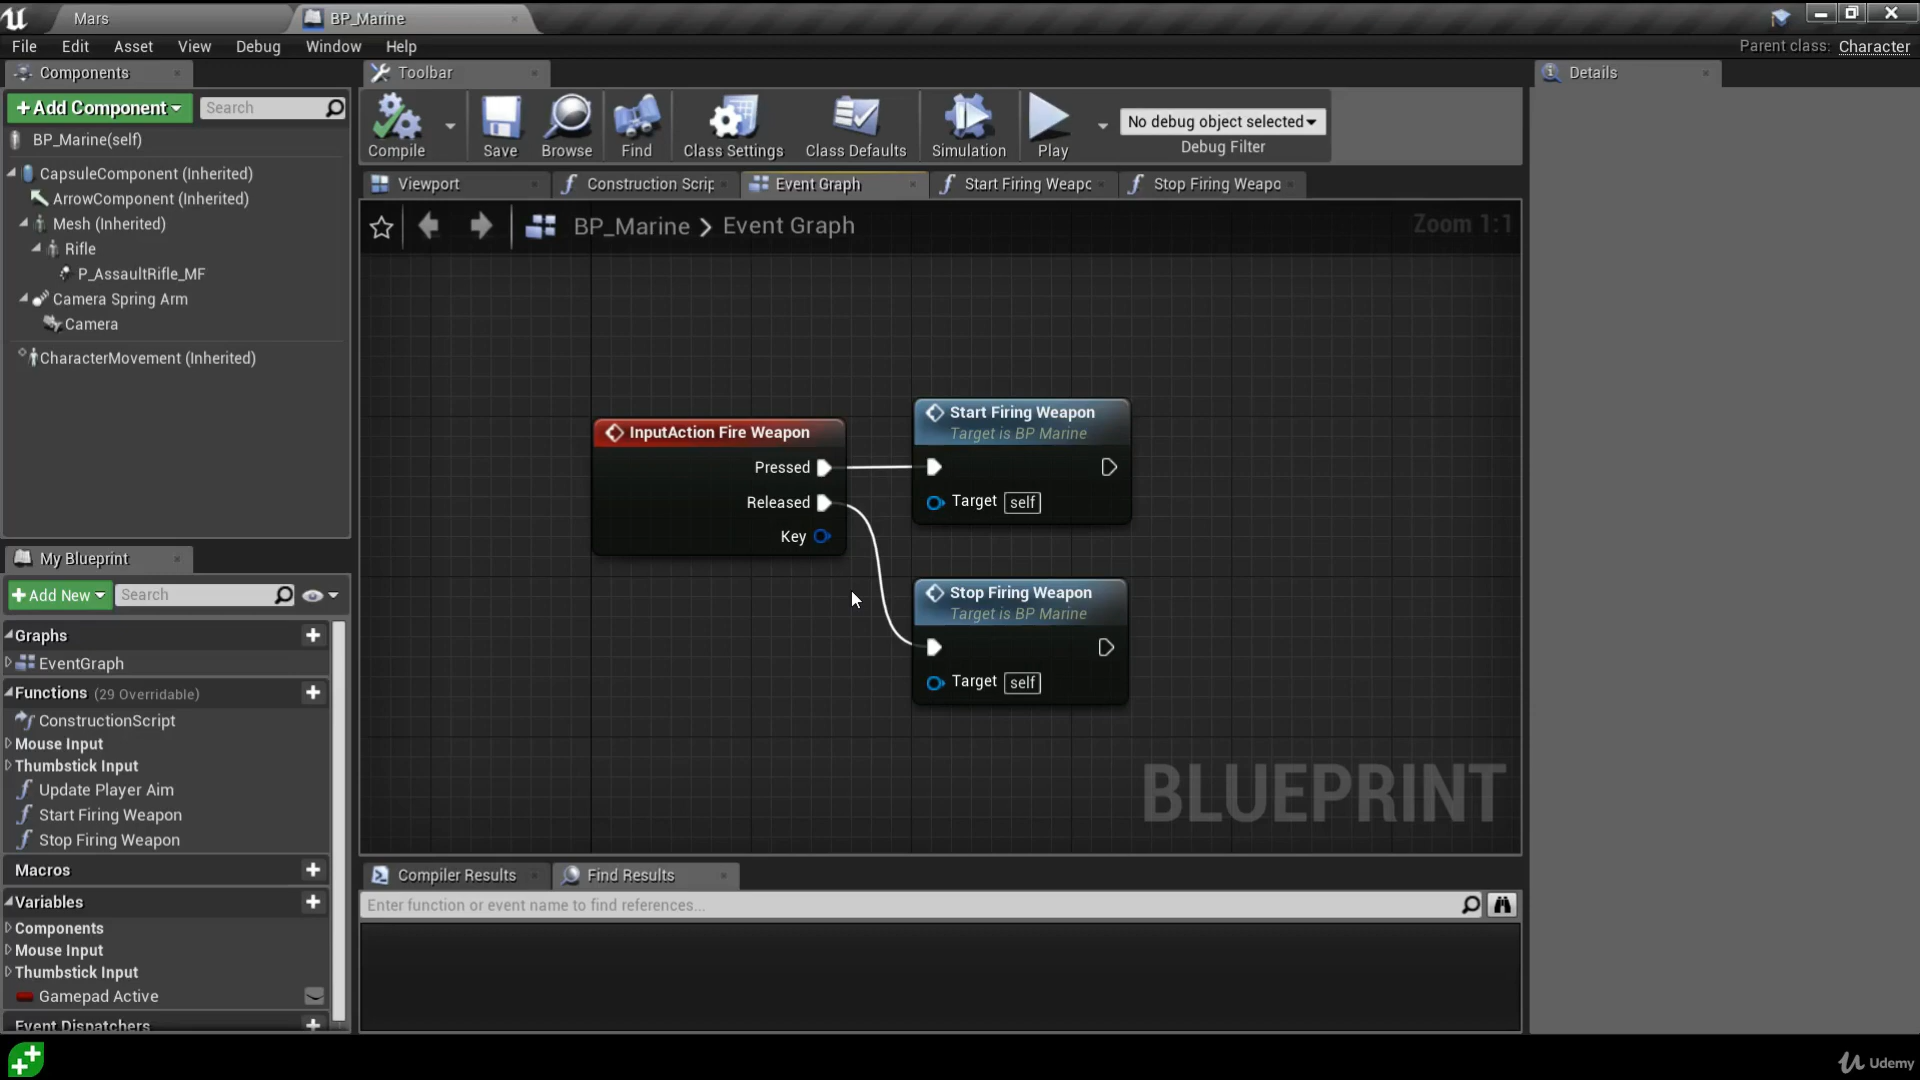 Mars
BP_Marine
File Edit Asset View Debug Window Help
Parent class: Character
Components
Toolbar
Details
+Add Component
Search
BP_Marine(self)
CapsuleComponent (Inherited)
ArrowComponent (Inherited)
Mesh (Inherited)
Rifle
P_AssaultRifle_MF
Camera Spring Arm
Camera
CharacterMovement (Inherited)
Compile
Save
Browse
Find
Class Settings
Class Defaults
Simulation
Play
No debug object selected
Debug Filter
Viewport
Construction Scrip
Event Graph
Start Firing Weapo
Stop Firing Weapo
BP_Marine > Event Graph
Zoom 1:1
InputAction Fire Weapon
Pressed
Released
Key
Start Firing Weapon
Target is BP Marine
Target self
Stop Firing Weapon
Target is BP Marine
Target self
BLUEPRINT
My Blueprint
+Add New
Search
Graphs
EventGraph
Functions (29 Overridable)
ConstructionScript
Mouse Input
Thumbstick Input
Update Player Aim
Start Firing Weapon
Stop Firing Weapon
Macros
Variables
Components
Mouse Input
Thumbstick Input
Gamepad Active
Event Dispatchers
Compiler Results
Find Results
Enter function or event name to find references...
Udemy